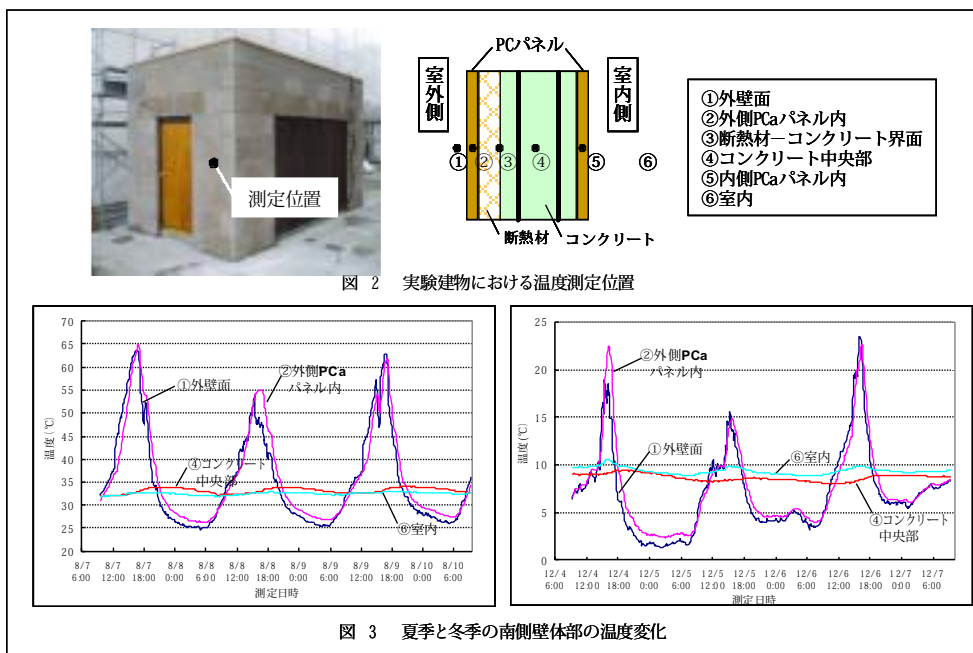 測定位置
PCパネル
室外側
室内側
① ② ③ ④ ⑤ ⑥
断熱材
コンクリート
①外壁面
②外側PCaパネル内
③断熱材―コンクリート界面
④コンクリート中央部
⑤内側PCaパネル内
⑥室内
図 2 実験建物における温度測定位置
70
65
60
55
50
45
40
35
30
25
20
温度(℃)
①外壁面
②外側PCa
パネル内
④コンクリート
中央部
⑥室内
8/7 8/7 8/7 8/8 8/8 8/8 8/8 8/9 8/9 8/9 8/9 8/10 8/10
6:00 12:00 18:00 0:00 6:00 12:00 18:00 0:00 6:00 12:00 18:00 0:00 6:00
測定日時
25
20
15
10
5
0
温度(℃)
②外側PCa
パネル内
①外壁面
⑥室内
④コンクリート
中央部
12/4 12/4 12/4 12/5 12/5 12/5 12/5 12/6 12/6 12/6 12/6 12/7 12/7
6:00 12:00 18:00 0:00 6:00 12:00 18:00 0:00 6:00 12:00 18:00 0:00 6:00
測定日時
図 3 夏季と冬季の南側壁体部の温度変化